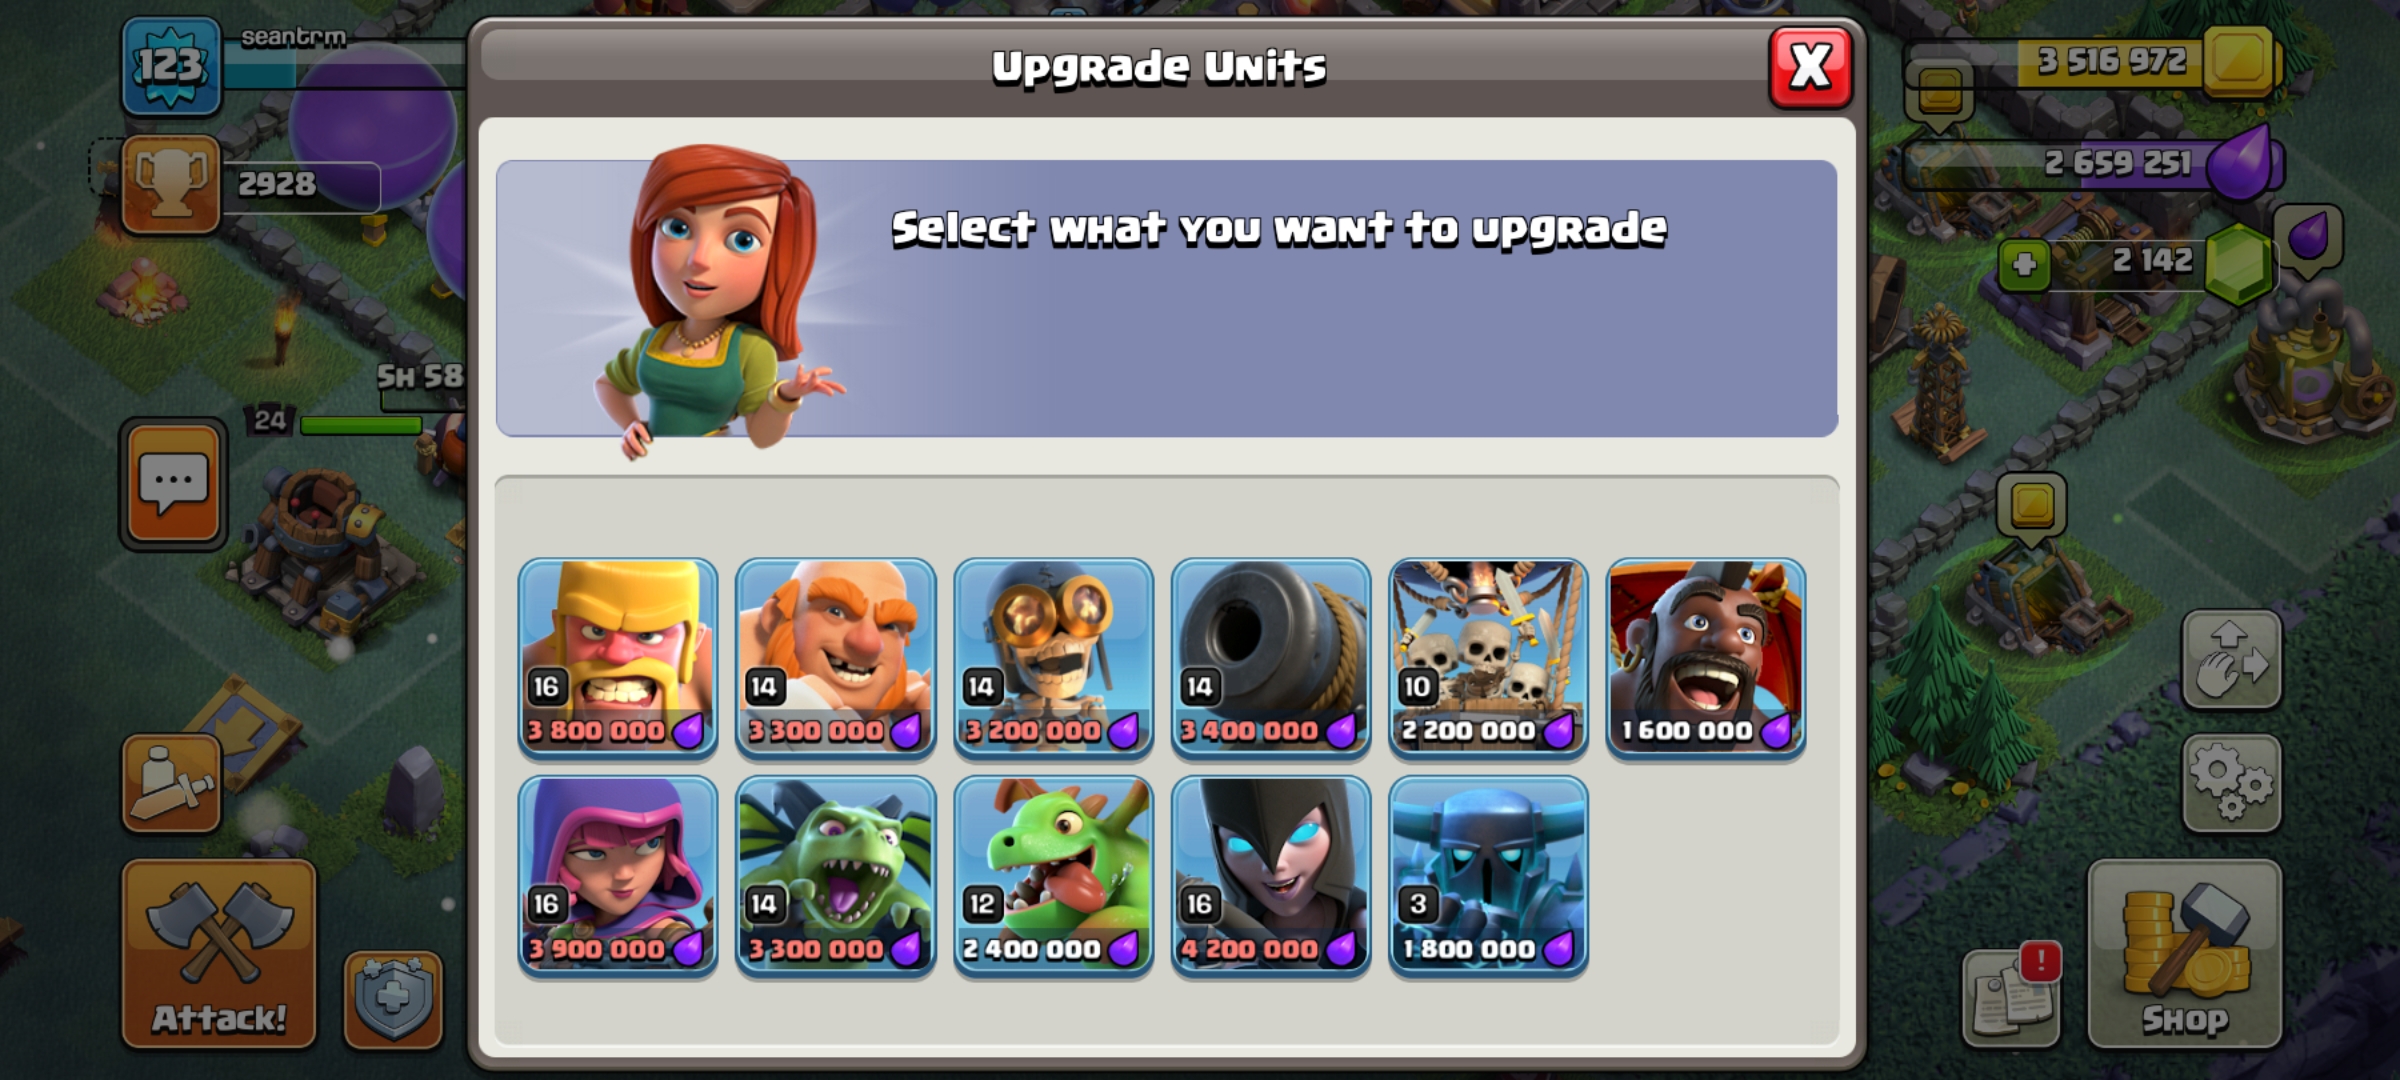 123
seantrm
Upgrade Units
X
3 516 972
2928
2 659 251
Select what you want to upgrade
2 142
5H 58
24
16
3 800 000
14
3 300 000
14
3 200 000
14
3 400 000
10
2 200 000
1 600 000
16
3 900 000
14
3 300 000
12
2 400 000
16
4 200 000
3
1 800 000
Attack!
!
Shop